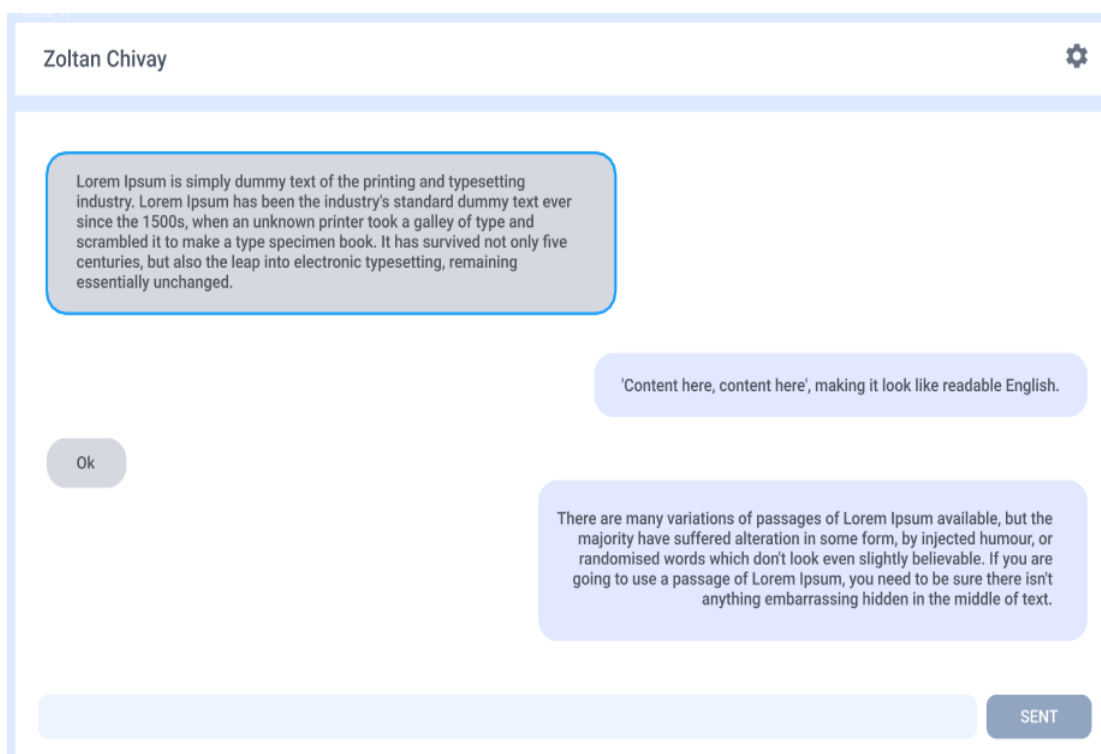 Zoltan Chivay
Lorem Ipsum is simply dummy text of the printing and typesetting
industry. Lorem Ipsum has been the industry's standard dummy text ever
since the 1500s, when an unknown printer took a galley of type and
scrambled it to make a type specimen book. It has survived not only five
centuries, but also the leap into electronic typesetting, remaining
essentially unchanged.
'Content here, content here', making it look like readable English.
Ok
There are many variations of passages of Lorem Ipsum available, but the
majority have suffered alteration in some form, by injected humour, or
randomised words which don't look even slightly believable. If you are
going to use a passage of Lorem Ipsum, you need to be sure there isn't
anything embarrassing hidden in the middle of text.
SENT